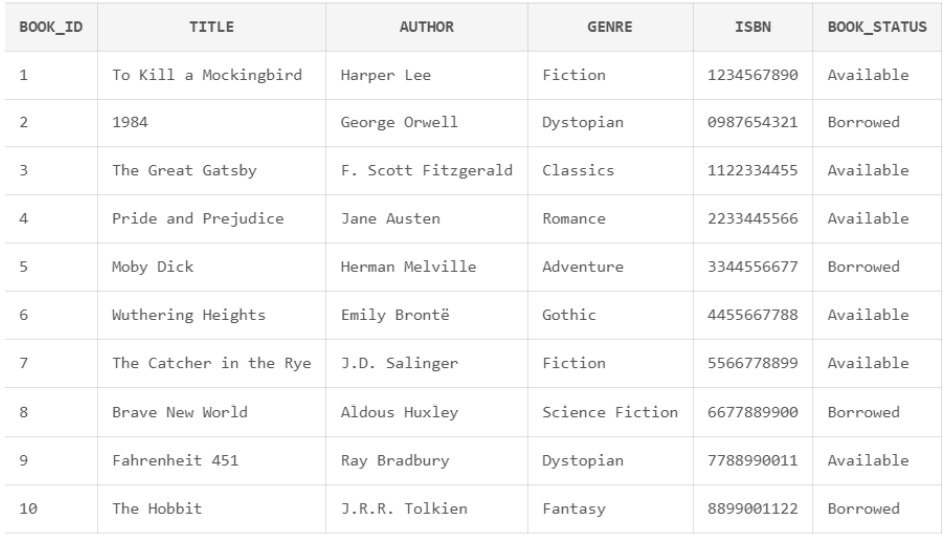 BOOK_ID TITLE AUTHOR GENRE ISBN BOOK_STATUS
1 To Kill a Mockingbird Harper Lee Fiction 1234567890 Available
2 1984 George Orwell Dystopian 0987654321 Borrowed
3 The Great Gatsby F. Scott Fitzgerald Classics 1122334455 Available
4 Pride and Prejudice Jane Austen Romance 2233445566 Available
5 Moby Dick Herman Melville Adventure 3344556677 Borrowed
6 Wuthering Heights Emily Brontë Gothic 4455667788 Available
7 The Catcher in the Rye J.D. Salinger Fiction 5566778899 Available
8 Brave New World Aldous Huxley Science Fiction 6677889900 Borrowed
9 Fahrenheit 451 Ray Bradbury Dystopian 7788990011 Available
10 The Hobbit J.R.R. Tolkien Fantasy 8899001122 Borrowed